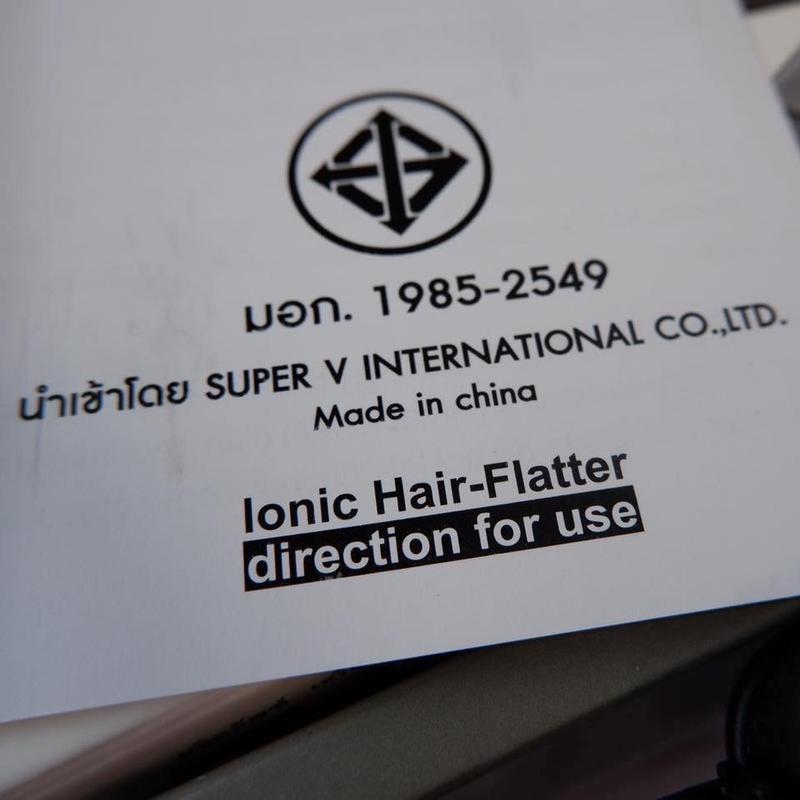 มอก. 1985-2549
นำเข้าโดย SUPER V INTERNATIONAL CO.,LTD.
Made in china
Ionic Hair-Flatter
direction for use